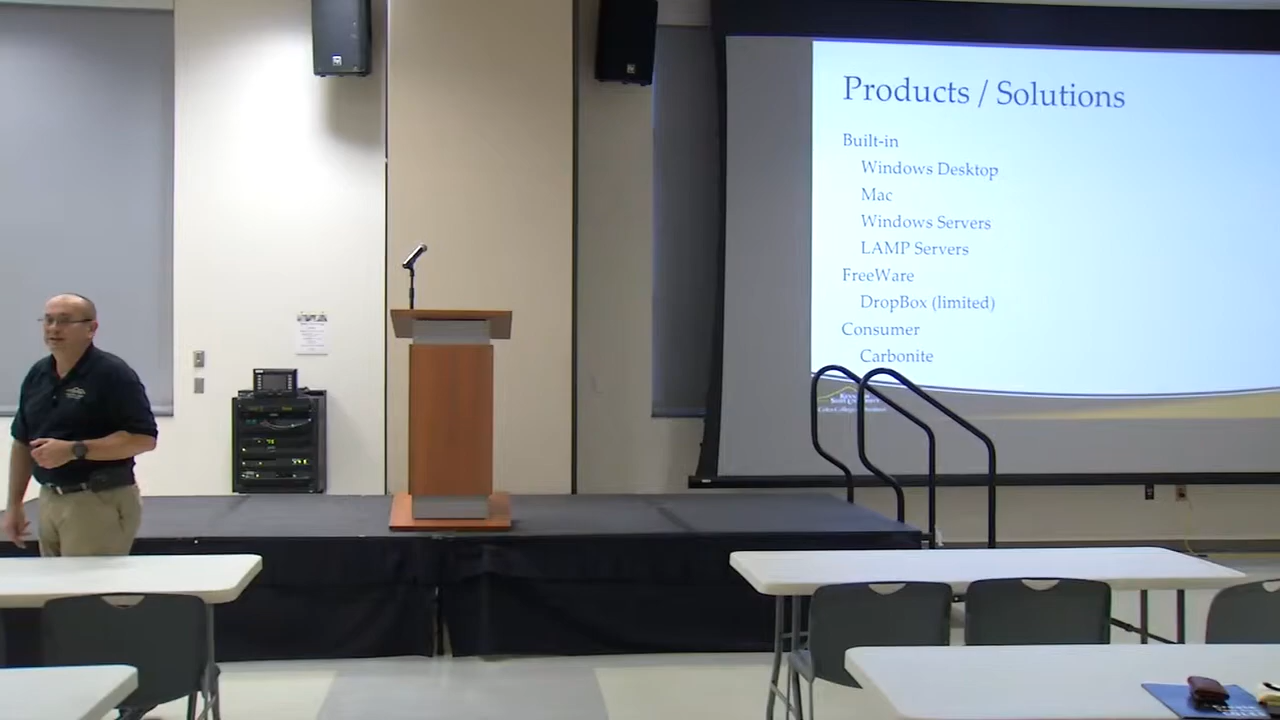 Products / Solutions
Built-in
Windows Desktop
Mac
Windows Servers
LAMP Servers
FreeWare
DropBox (limited)
Consumer
Carbonite